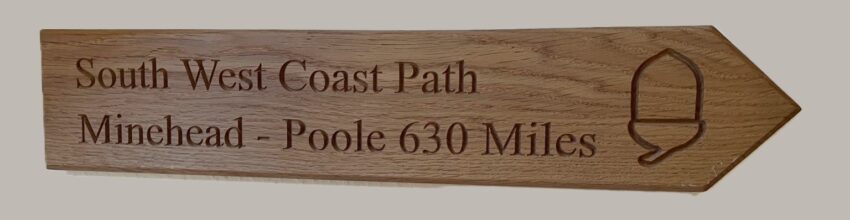 South West Coast Path
Minehead - Poole 630 Miles